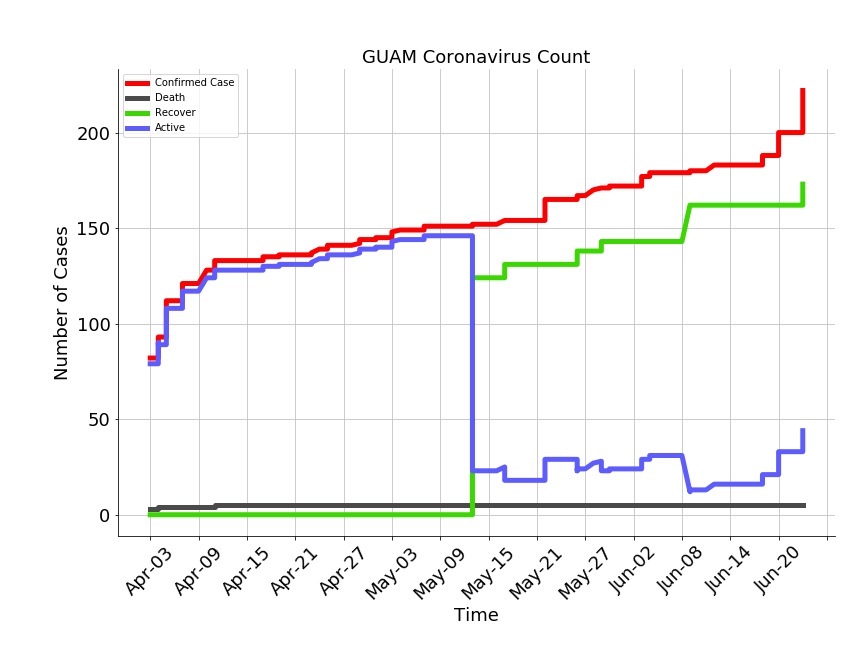 GUAM Coronavirus Count
Confirmed Case
Death
Recover
Active
Number of Cases
200
150
100
50
0
Apr-03
Apr-09
Apr-15
Apr-21
Apr-27
May-03
May-09
May-15
May-21
May-27
Jun-02
Jun-08
Jun-14
Jun-20
Time